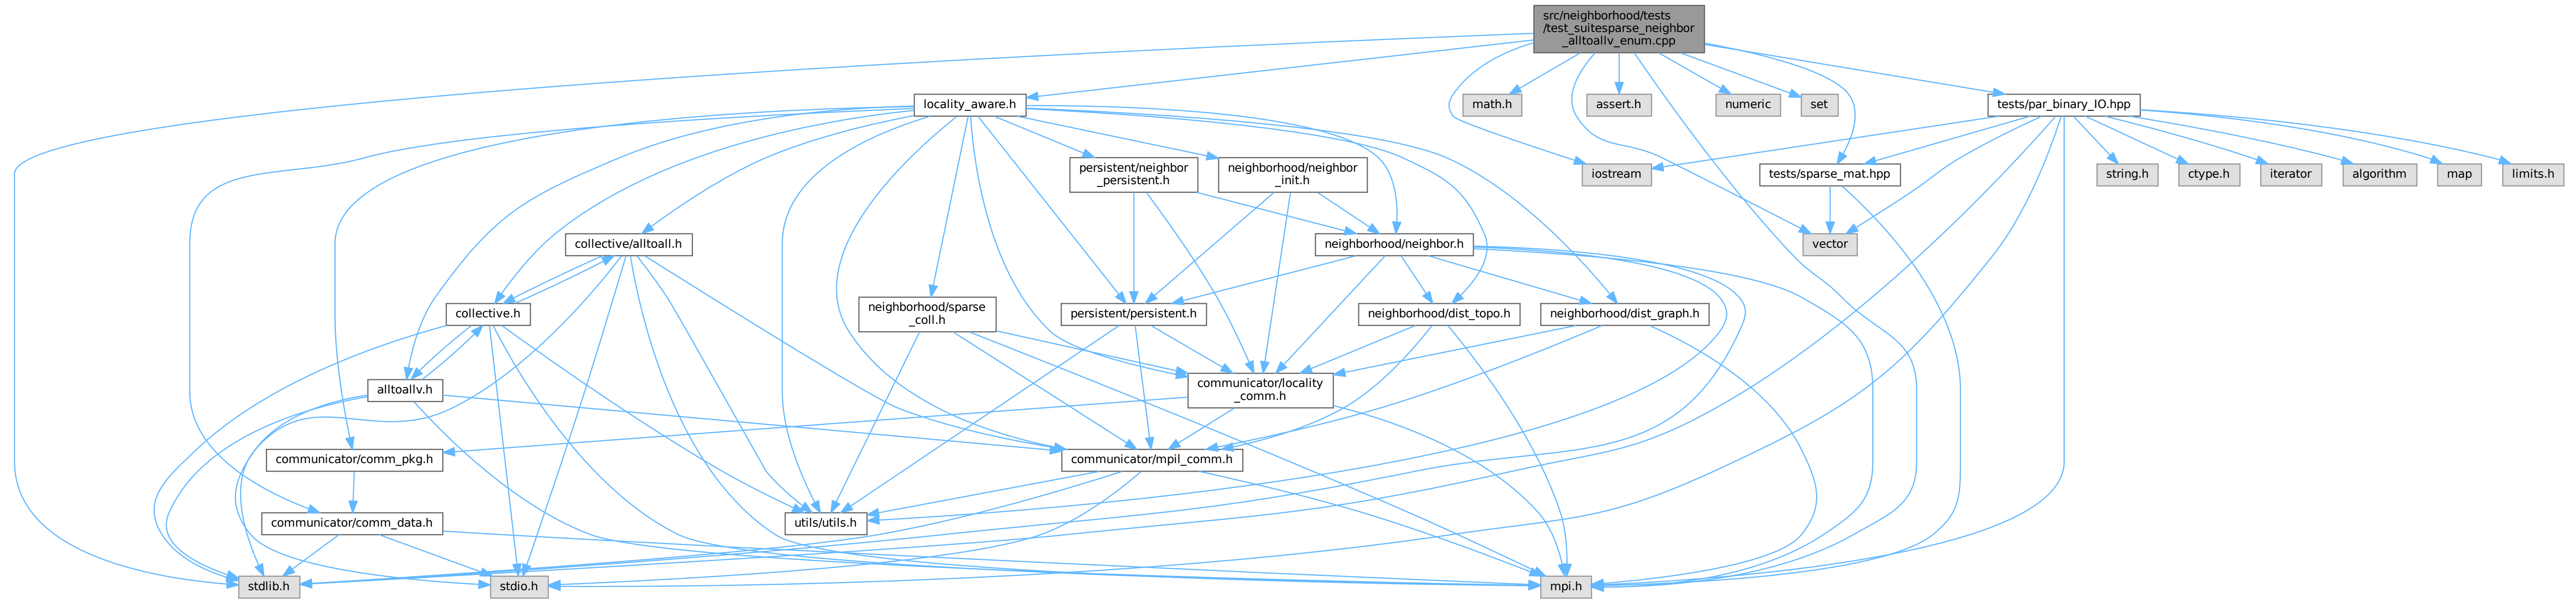 src/neighborhood/tests
/test_suitesparse_neighbor
_alltoallv_enum.cpp
locality_aware.h
math.h
assert.h
numeric
set
tests/par_binary_IO.hpp
persistent/neighbor
_persistent.h
neighborhood/neighbor
_init.h
iostream
tests/sparse_mat.hpp
string.h
ctype.h
iterator
algorithm
map
limits.h
collective/alltoall.h
neighborhood/neighbor.h
vector
collective.h
neighborhood/sparse
_coll.h
persistent/persistent.h
neighborhood/dist_topo.h
neighborhood/dist_graph.h
alltoallv.h
communicator/locality
_comm.h
communicator/comm_pkg.h
communicator/mpil_comm.h
communicator/comm_data.h
utils/utils.h
stdlib.h
stdio.h
mpi.h